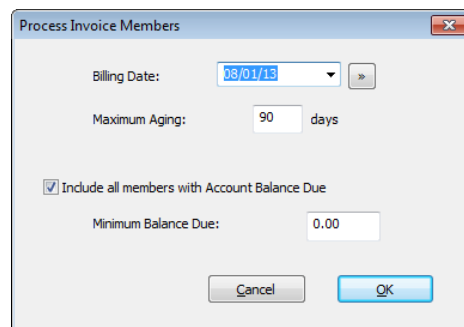 Process Invoice Members
Billing Date: 08/01/13 »
Maximum Aging: 90 days
Include all members with Account Balance Due
Minimum Balance Due: 0.00
Cancel OK